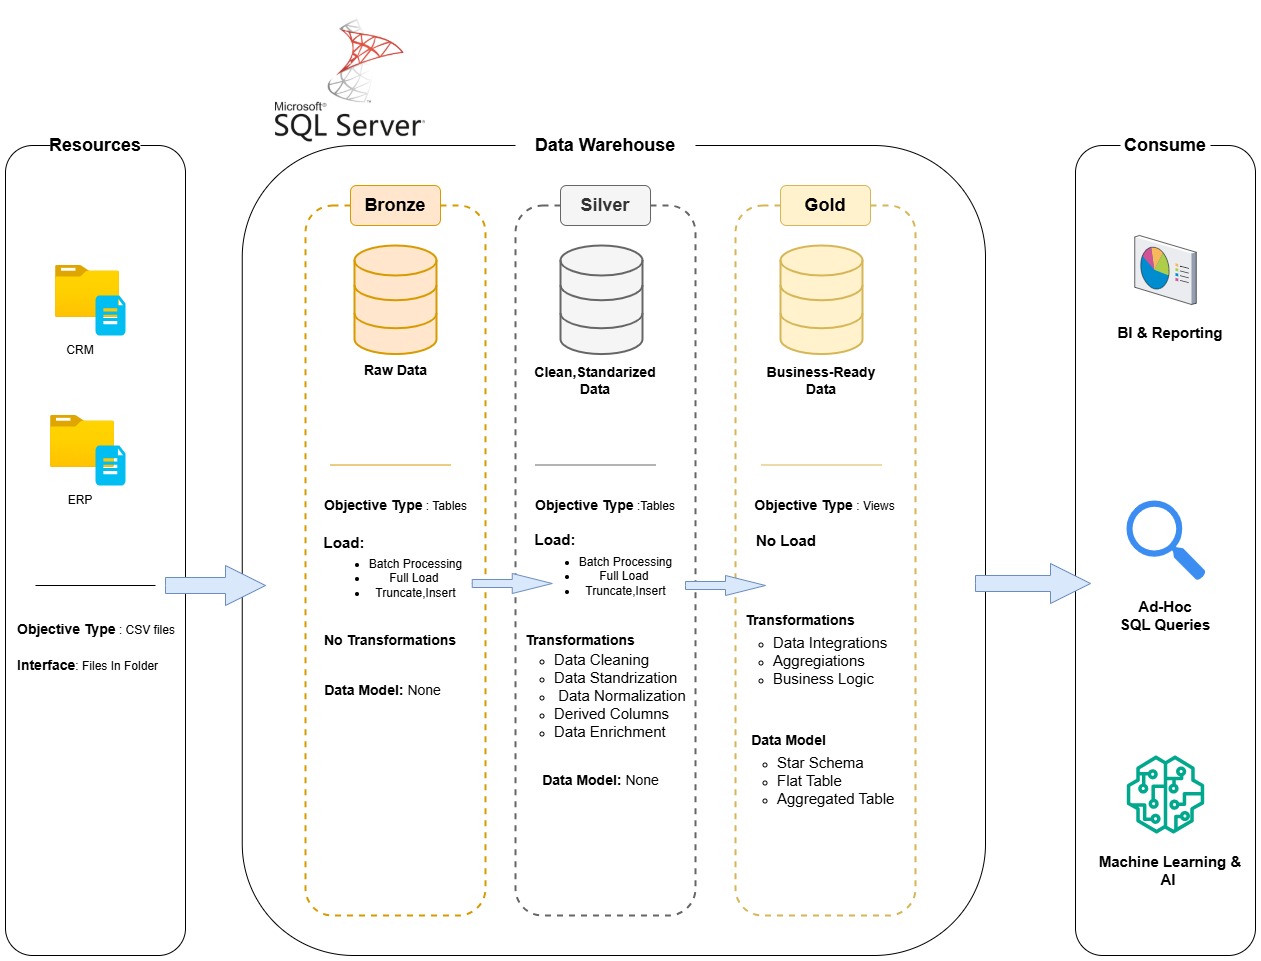 Microsoft®
SQL Server
Resources
CRM
ERP
Objective Type : CSV files
Interface: Files In Folder
Data Warehouse
Bronze
Raw Data
Objective Type : Tables
Load:
• Batch Processing
• Full Load
• Truncate,Insert
No Transformations
Data Model: None
Silver
Clean,Standarized
Data
Objective Type :Tables
Load:
• Batch Processing
• Full Load
• Truncate,Insert
Transformations
◦ Data Cleaning
◦ Data Standrization
◦ Data Normalization
◦ Derived Columns
◦ Data Enrichment
Data Model: None
Gold
Business-Ready
Data
Objective Type : Views
No Load
Transformations
◦ Data Integrations
◦ Aggregiations
◦ Business Logic
Data Model
◦ Star Schema
◦ Flat Table
◦ Aggregated Table
Consume
BI & Reporting
Ad-Hoc
SQL Queries
Machine Learning &
AI